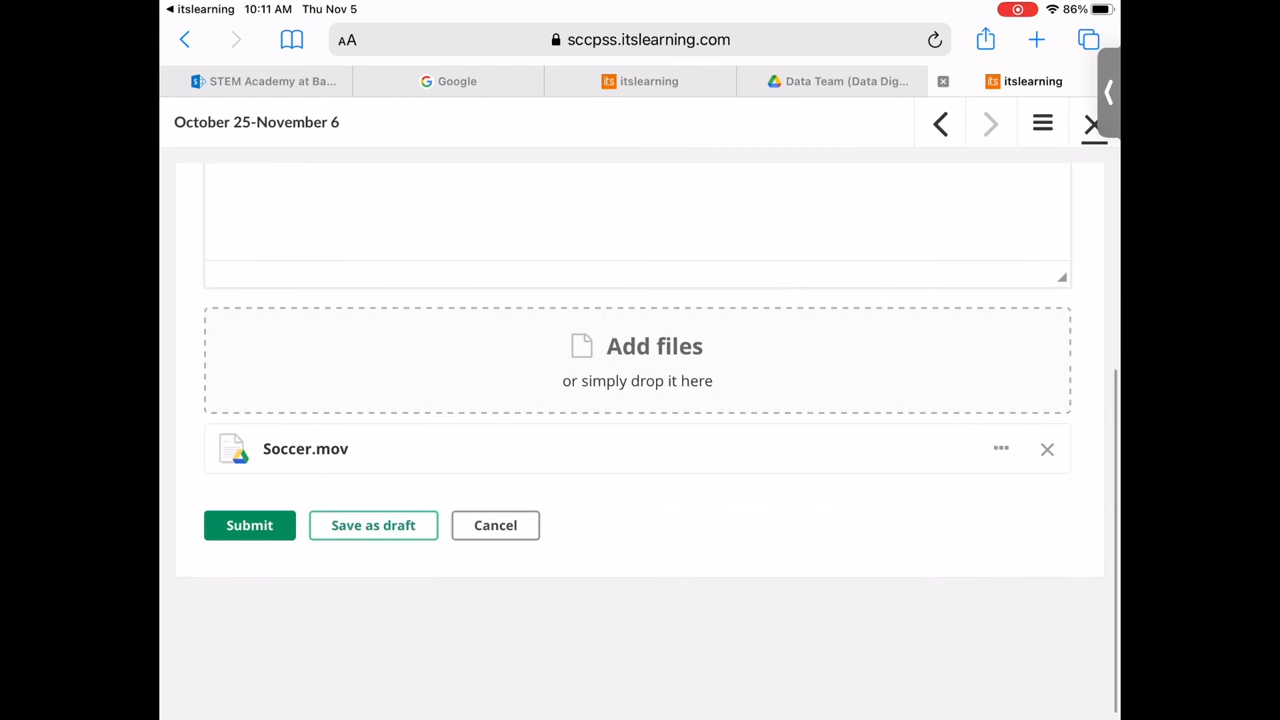 itslearning 10:11 AM Thu Nov 5 86%
AA sccpss.itslearning.com
STEM Academy at Ba... Google its itslearning Data Team (Data Dig... its itslearning
October 25-November 6
Add files
or simply drop it here
Soccer.mov
Submit Save as draft Cancel